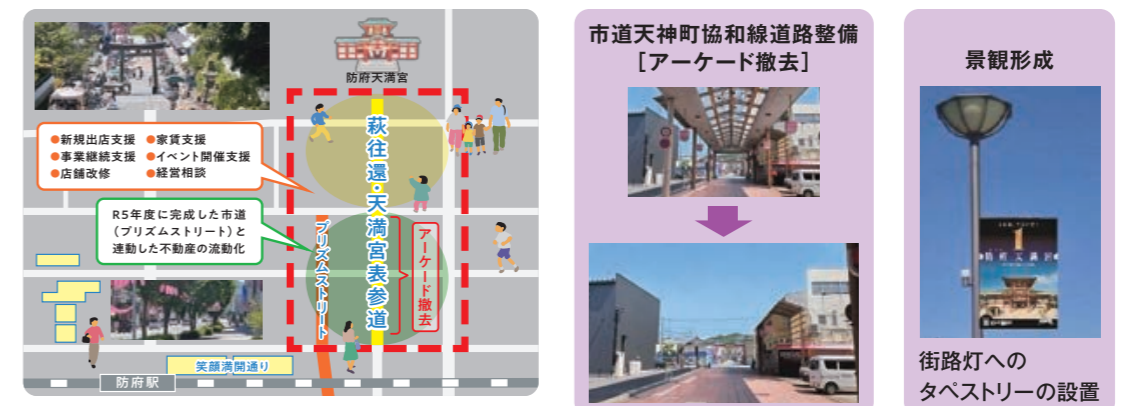 防府天満宮
●新規出店支援 ●家賃支援
●事業継続支援 ●イベント開催支援
●店舗改修 ●経営相談
R5年度に完成した市道
(プリズムストリート)と
連動した不動産の流動化
萩往還・天満宮表参道
プリズムストリート
アーケード撤去
笑顔満開通り
防府駅
市道天神町協和線道路整備
[アーケード撤去]
景観形成
防府天満宮
街路灯への
タペストリーの設置